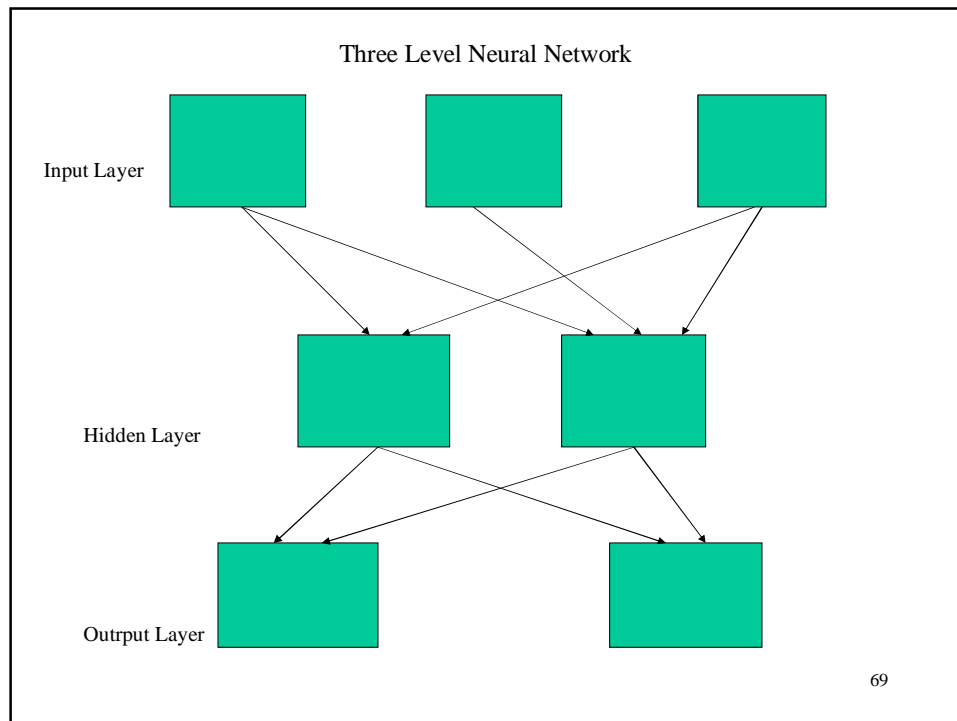 Three Level Neural Network
Input Layer
Hidden Layer
Outrput Layer
69